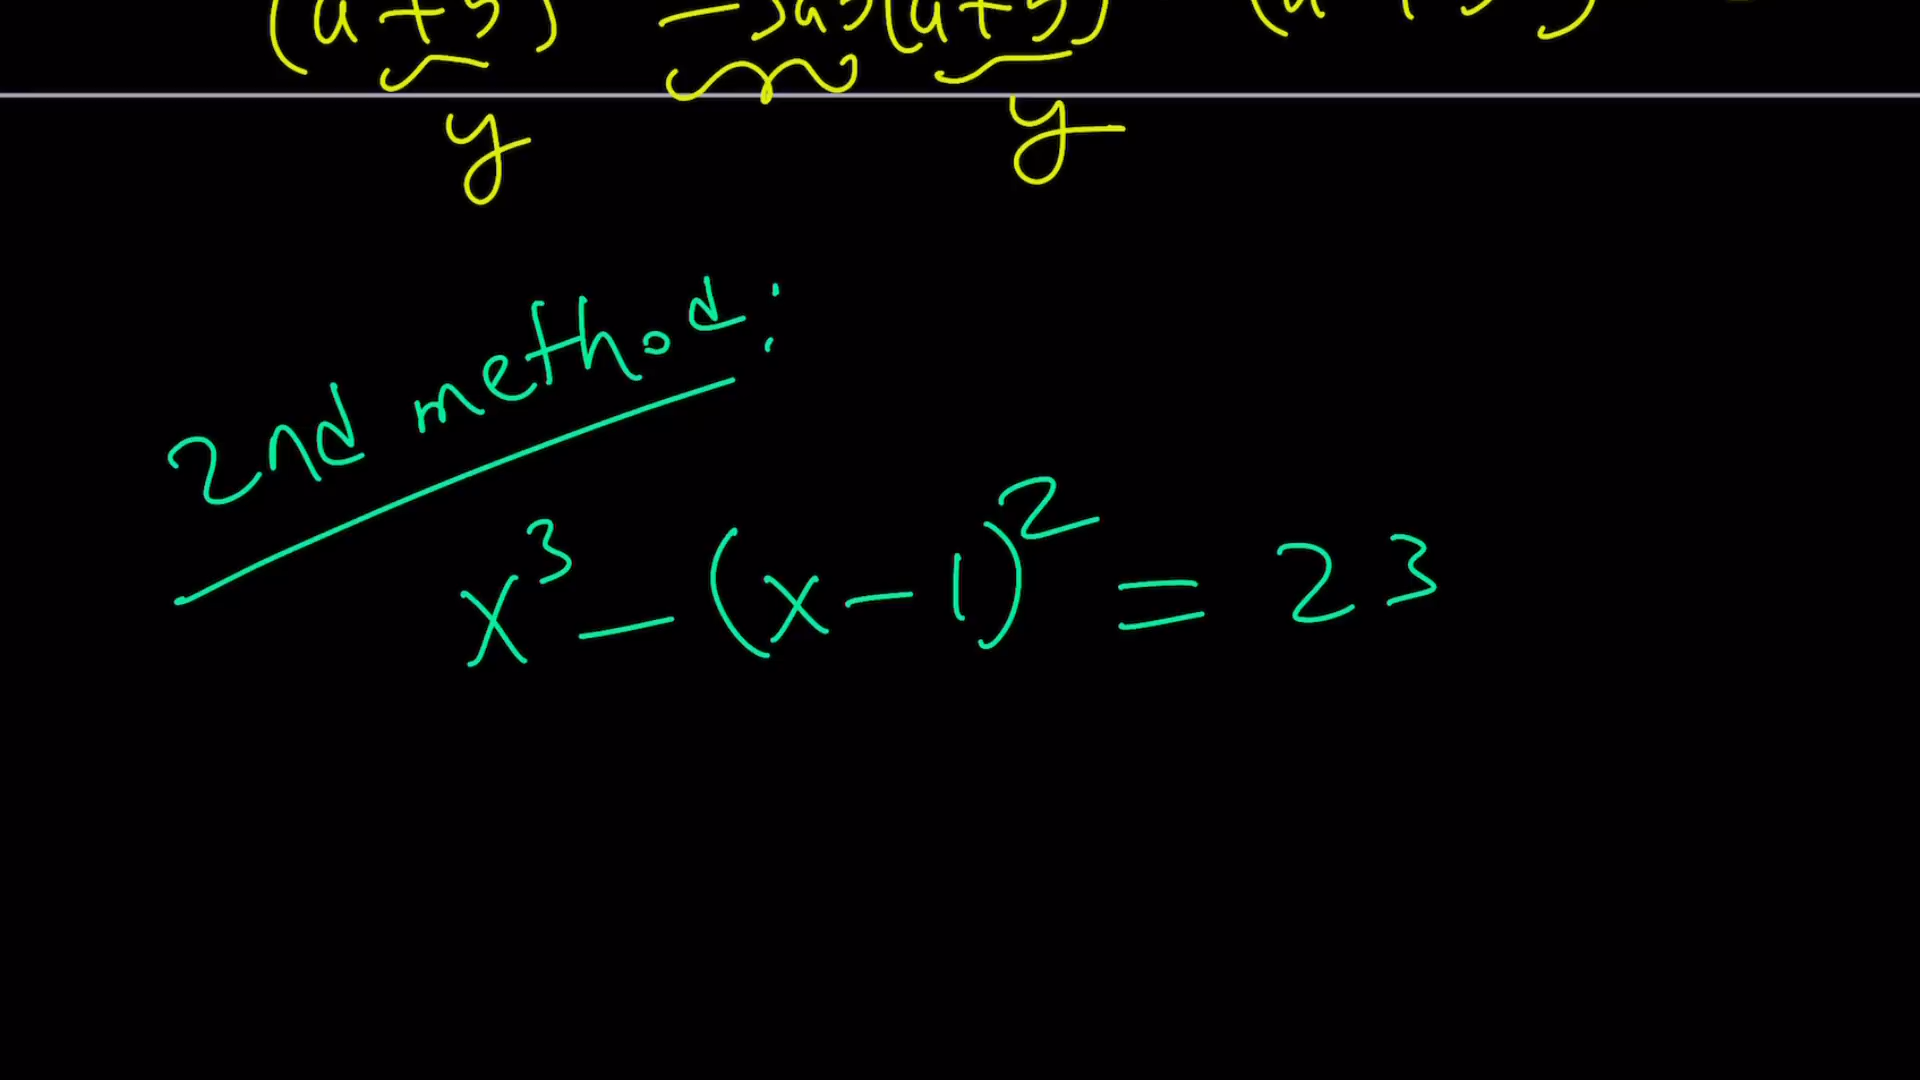 y y
2nd method:
x³ – (x – 1)² = 23